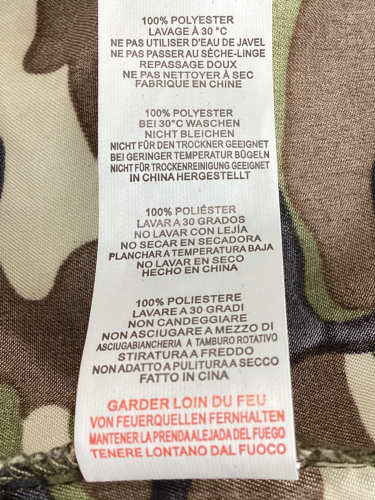 100% POLYESTER
LAVAGE À 30 °C
NE PAS UTILISER D'EAU DE JAVEL
NE PAS PASSER AU SÈCHE-LINGE
REPASSAGE DOUX
NE PAS NETTOYER À SEC
FABRIQUE EN CHINE
100% POLYESTER
BEI 30°C WASCHEN
NICHT BLEICHEN
NICHT FÜR DEN TROCKNER GEEIGNET
BEI GERINGER TEMPERATUR BÜGELN
NICHT FÜR TROCKENREINIGUNG GEEIGNET
IN CHINA HERGESTELLT
100% POLIÉSTER
LAVAR A 30 GRADOS
NO LAVAR CON LEJÍA
NO SECAR EN SECADORA
PLANCHAR A TEMPERATURA BAJA
NO LAVAR EN SECO
HECHO EN CHINA
100% POLIESTERE
LAVARE A 30 GRADI
NON CANDEGGIARE
NON ASCIUGARE A MEZZO DI
ASCIUGABIANCHERIA A TAMBURO ROTATIVO
STIRATURA A FREDDO
NON ADATTO A PULITURA A SECCO
FATTO IN CINA
GARDER LOIN DU FEU
VON FEUERQUELLEN FERNHALTEN
MANTENER LA PRENDA ALEJADA DEL FUEGO
TENERE LONTANO DAL FUOCO